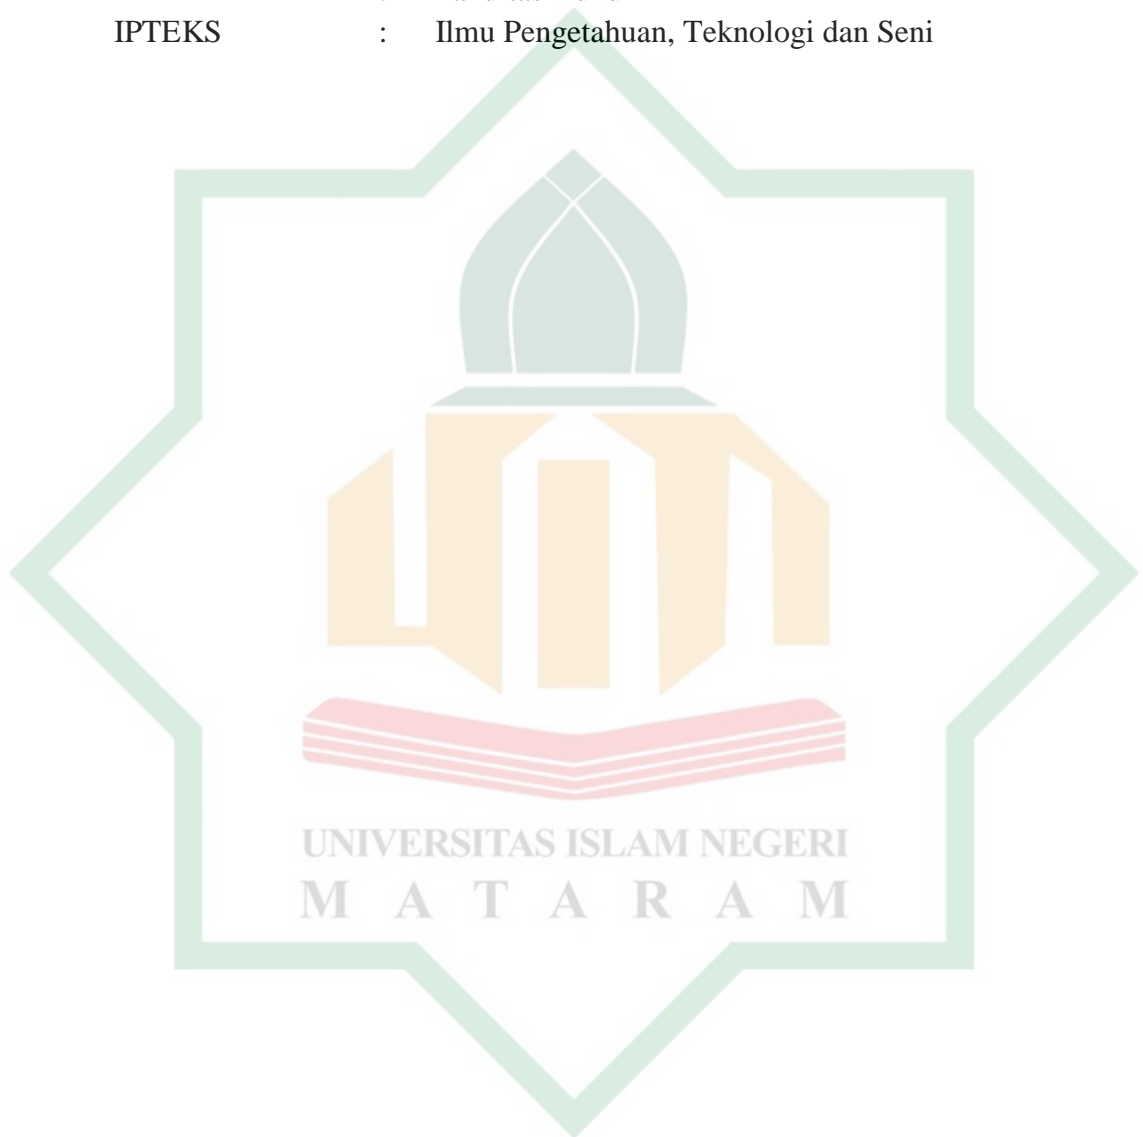 IPTEKS : Ilmu Pengetahuan, Teknologi dan Seni
UNIVERSITAS ISLAM NEGERI
M A T A R A M